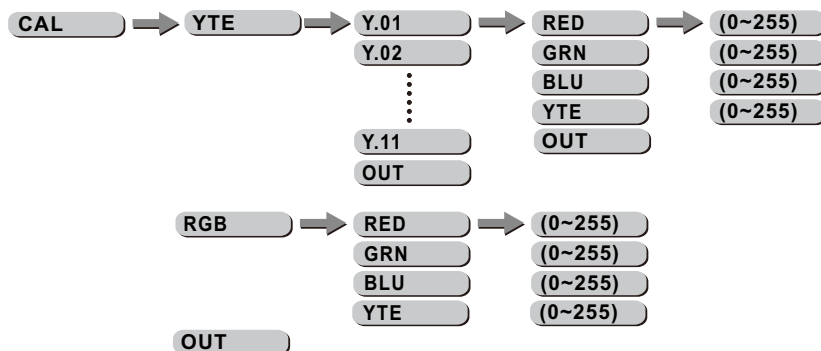 CAL YTE Y.01 RED (0~255)
Y.02 GRN (0~255)
BLU (0~255)
YTE (0~255)
Y.11 OUT
OUT
RGB RED (0~255)
GRN (0~255)
BLU (0~255)
YTE (0~255)
OUT